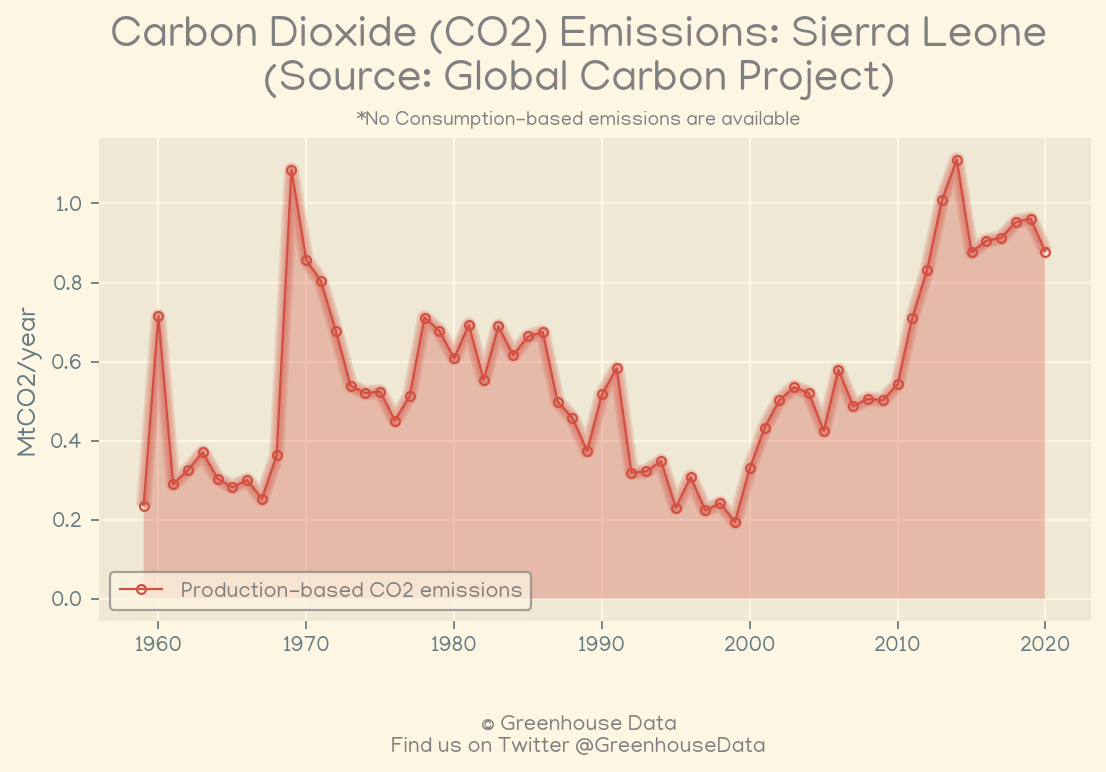 Carbon Dioxide (CO2) Emissions: Sierra Leone
(Source: Global Carbon Project)
*No Consumption-based emissions are available
MtCO2/year
1.0
0.8
0.6
0.4
0.2
0.0
Production-based CO2 emissions
1960 1970 1980 1990 2000 2010 2020
© Greenhouse Data
Find us on Twitter @GreenhouseData